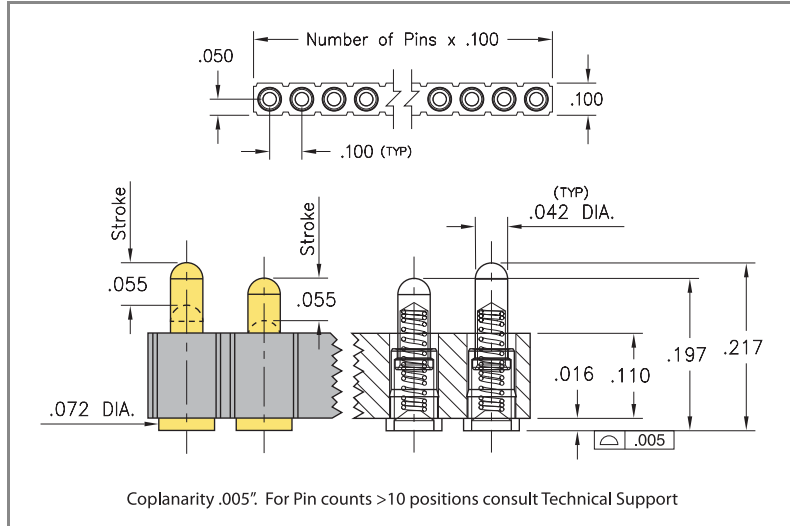 Number of Pins x .100
.050
.100
.100 (TYP)
Stroke
Stroke
(TYP)
.042 DIA.
.055
.055
.197
.217
.016
.110
.072 DIA.
.005
Coplanarity .005". For Pin counts >10 positions consult Technical Support